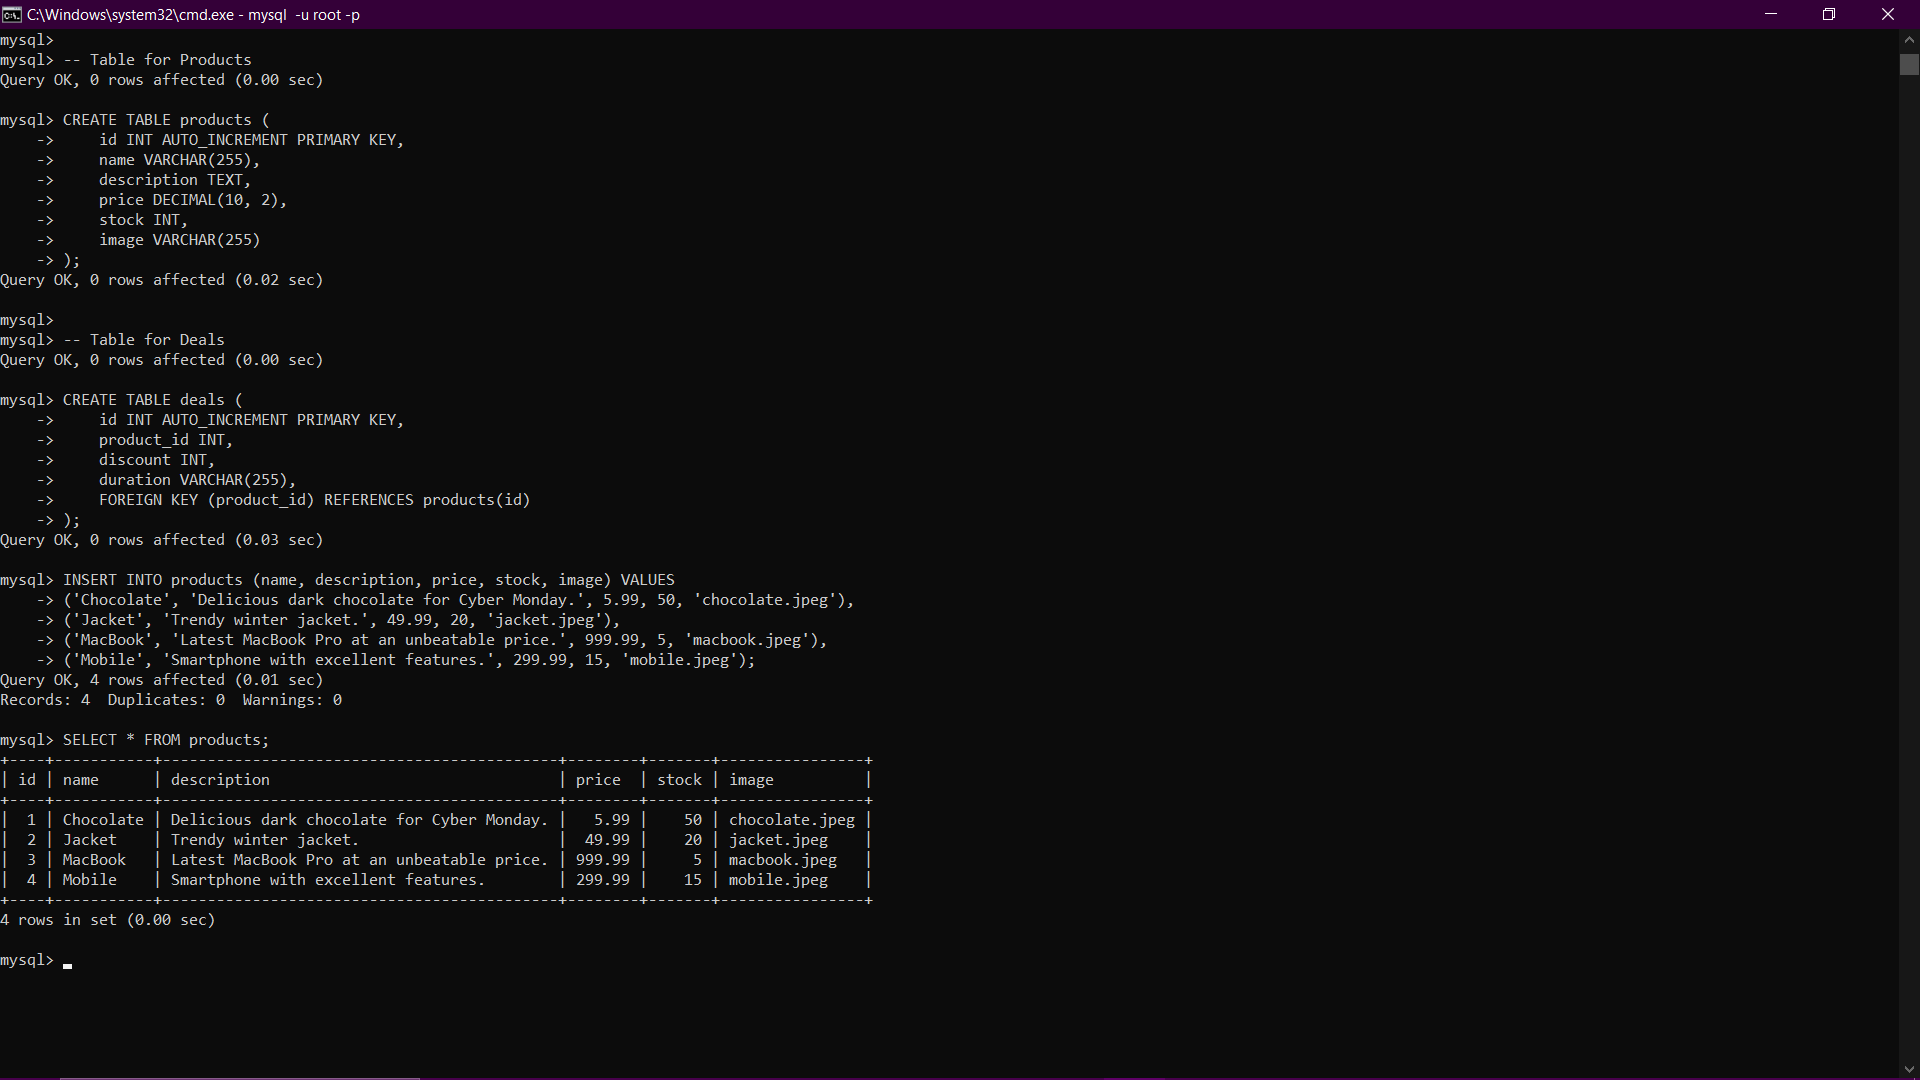 C:\Windows\system32\cmd.exe - mysql  -u root -p
mysql>
mysql> -- Table for Products
Query OK, 0 rows affected (0.00 sec)

mysql> CREATE TABLE products (
    ->     id INT AUTO_INCREMENT PRIMARY KEY,
    ->     name VARCHAR(255),
    ->     description TEXT,
    ->     price DECIMAL(10, 2),
    ->     stock INT,
    ->     image VARCHAR(255)
    -> );
Query OK, 0 rows affected (0.02 sec)

mysql>
mysql> -- Table for Deals
Query OK, 0 rows affected (0.00 sec)

mysql> CREATE TABLE deals (
    ->     id INT AUTO_INCREMENT PRIMARY KEY,
    ->     product_id INT,
    ->     discount INT,
    ->     duration VARCHAR(255),
    ->     FOREIGN KEY (product_id) REFERENCES products(id)
    -> );
Query OK, 0 rows affected (0.03 sec)

mysql> INSERT INTO products (name, description, price, stock, image) VALUES
    -> ('Chocolate', 'Delicious dark chocolate for Cyber Monday.', 5.99, 50, 'chocolate.jpeg'),
    -> ('Jacket', 'Trendy winter jacket.', 49.99, 20, 'jacket.jpeg'),
    -> ('MacBook', 'Latest MacBook Pro at an unbeatable price.', 999.99, 5, 'macbook.jpeg'),
    -> ('Mobile', 'Smartphone with excellent features.', 299.99, 15, 'mobile.jpeg');
Query OK, 4 rows affected (0.01 sec)
Records: 4  Duplicates: 0  Warnings: 0

mysql> SELECT * FROM products;
+----+-----------+--------------------------------------------+--------+-------+----------------+
| id | name      | description                                | price  | stock | image          |
+----+-----------+--------------------------------------------+--------+-------+----------------+
|  1 | Chocolate | Delicious dark chocolate for Cyber Monday. |   5.99 |    50 | chocolate.jpeg |
|  2 | Jacket    | Trendy winter jacket.                      |  49.99 |    20 | jacket.jpeg    |
|  3 | MacBook   | Latest MacBook Pro at an unbeatable price. | 999.99 |     5 | macbook.jpeg   |
|  4 | Mobile    | Smartphone with excellent features.        | 299.99 |    15 | mobile.jpeg    |
+----+-----------+--------------------------------------------+--------+-------+----------------+
4 rows in set (0.00 sec)

mysql>